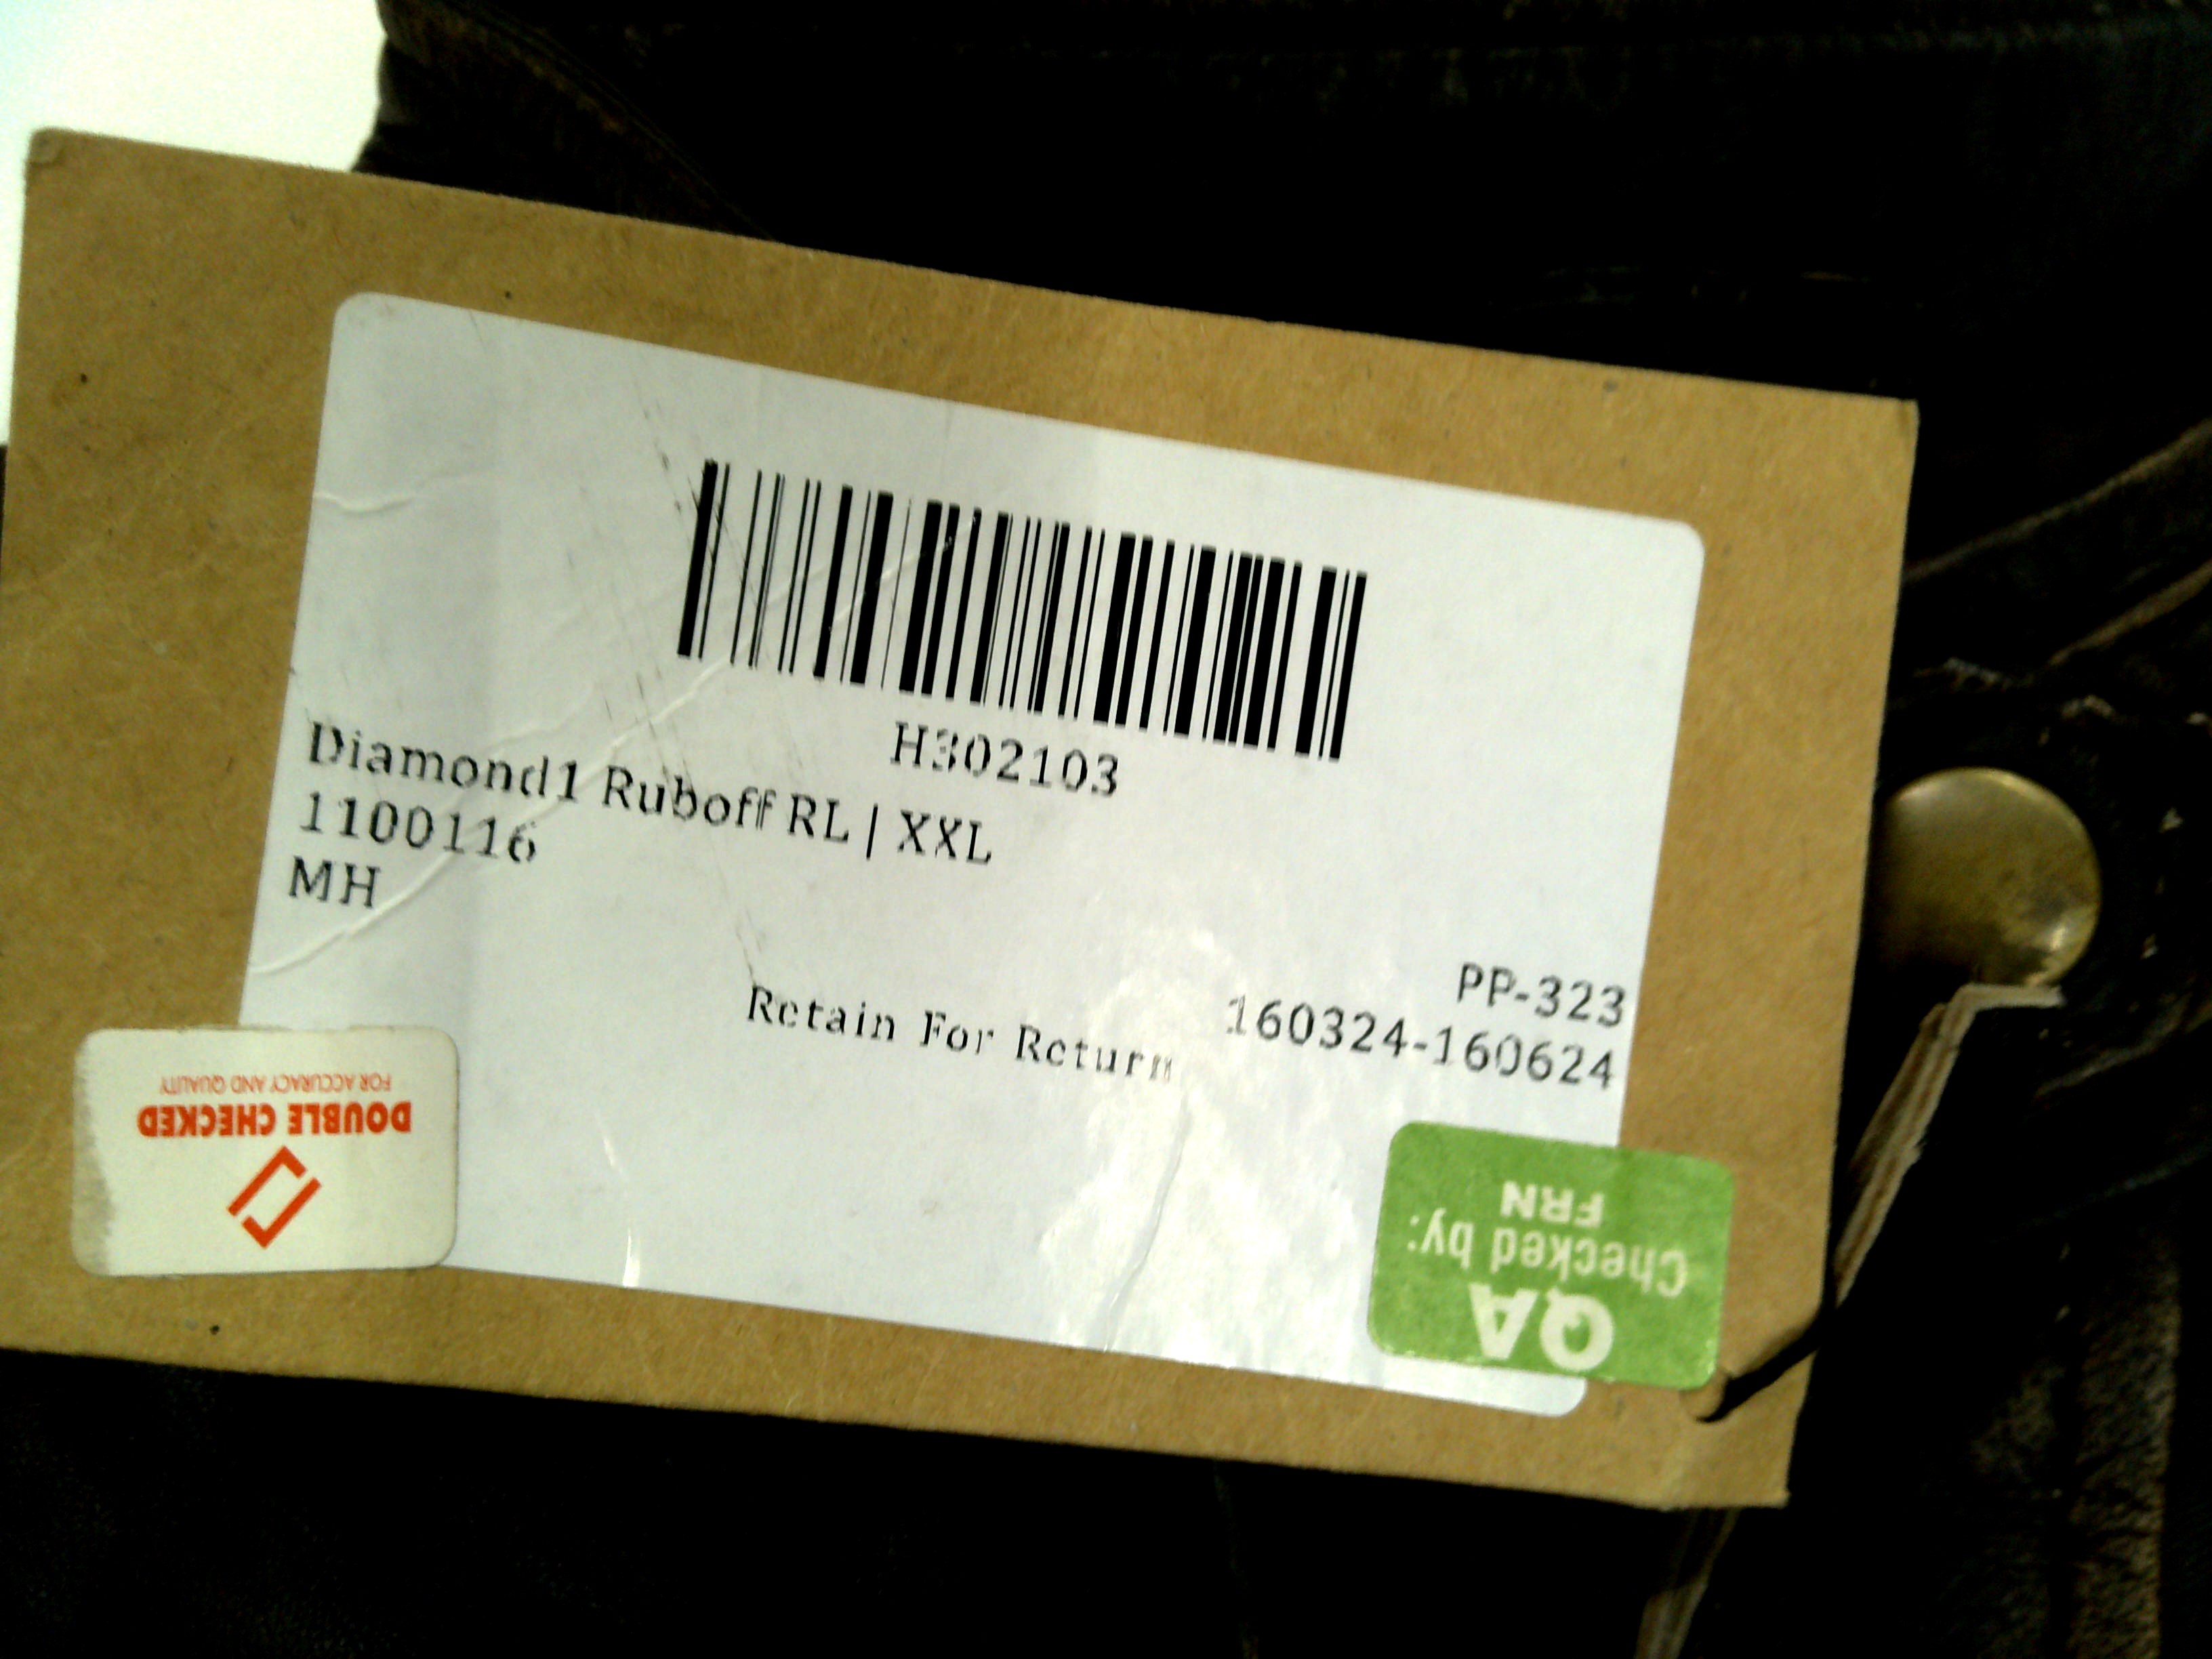 H302103
Diamond1 Ruboff RL | XXL
1100116
MH
PP-323
160324-160624
Retain For Return
DOUBLE CHECKED
FOR ACCURACY AND QUALITY
QA
Checked by:
FRN